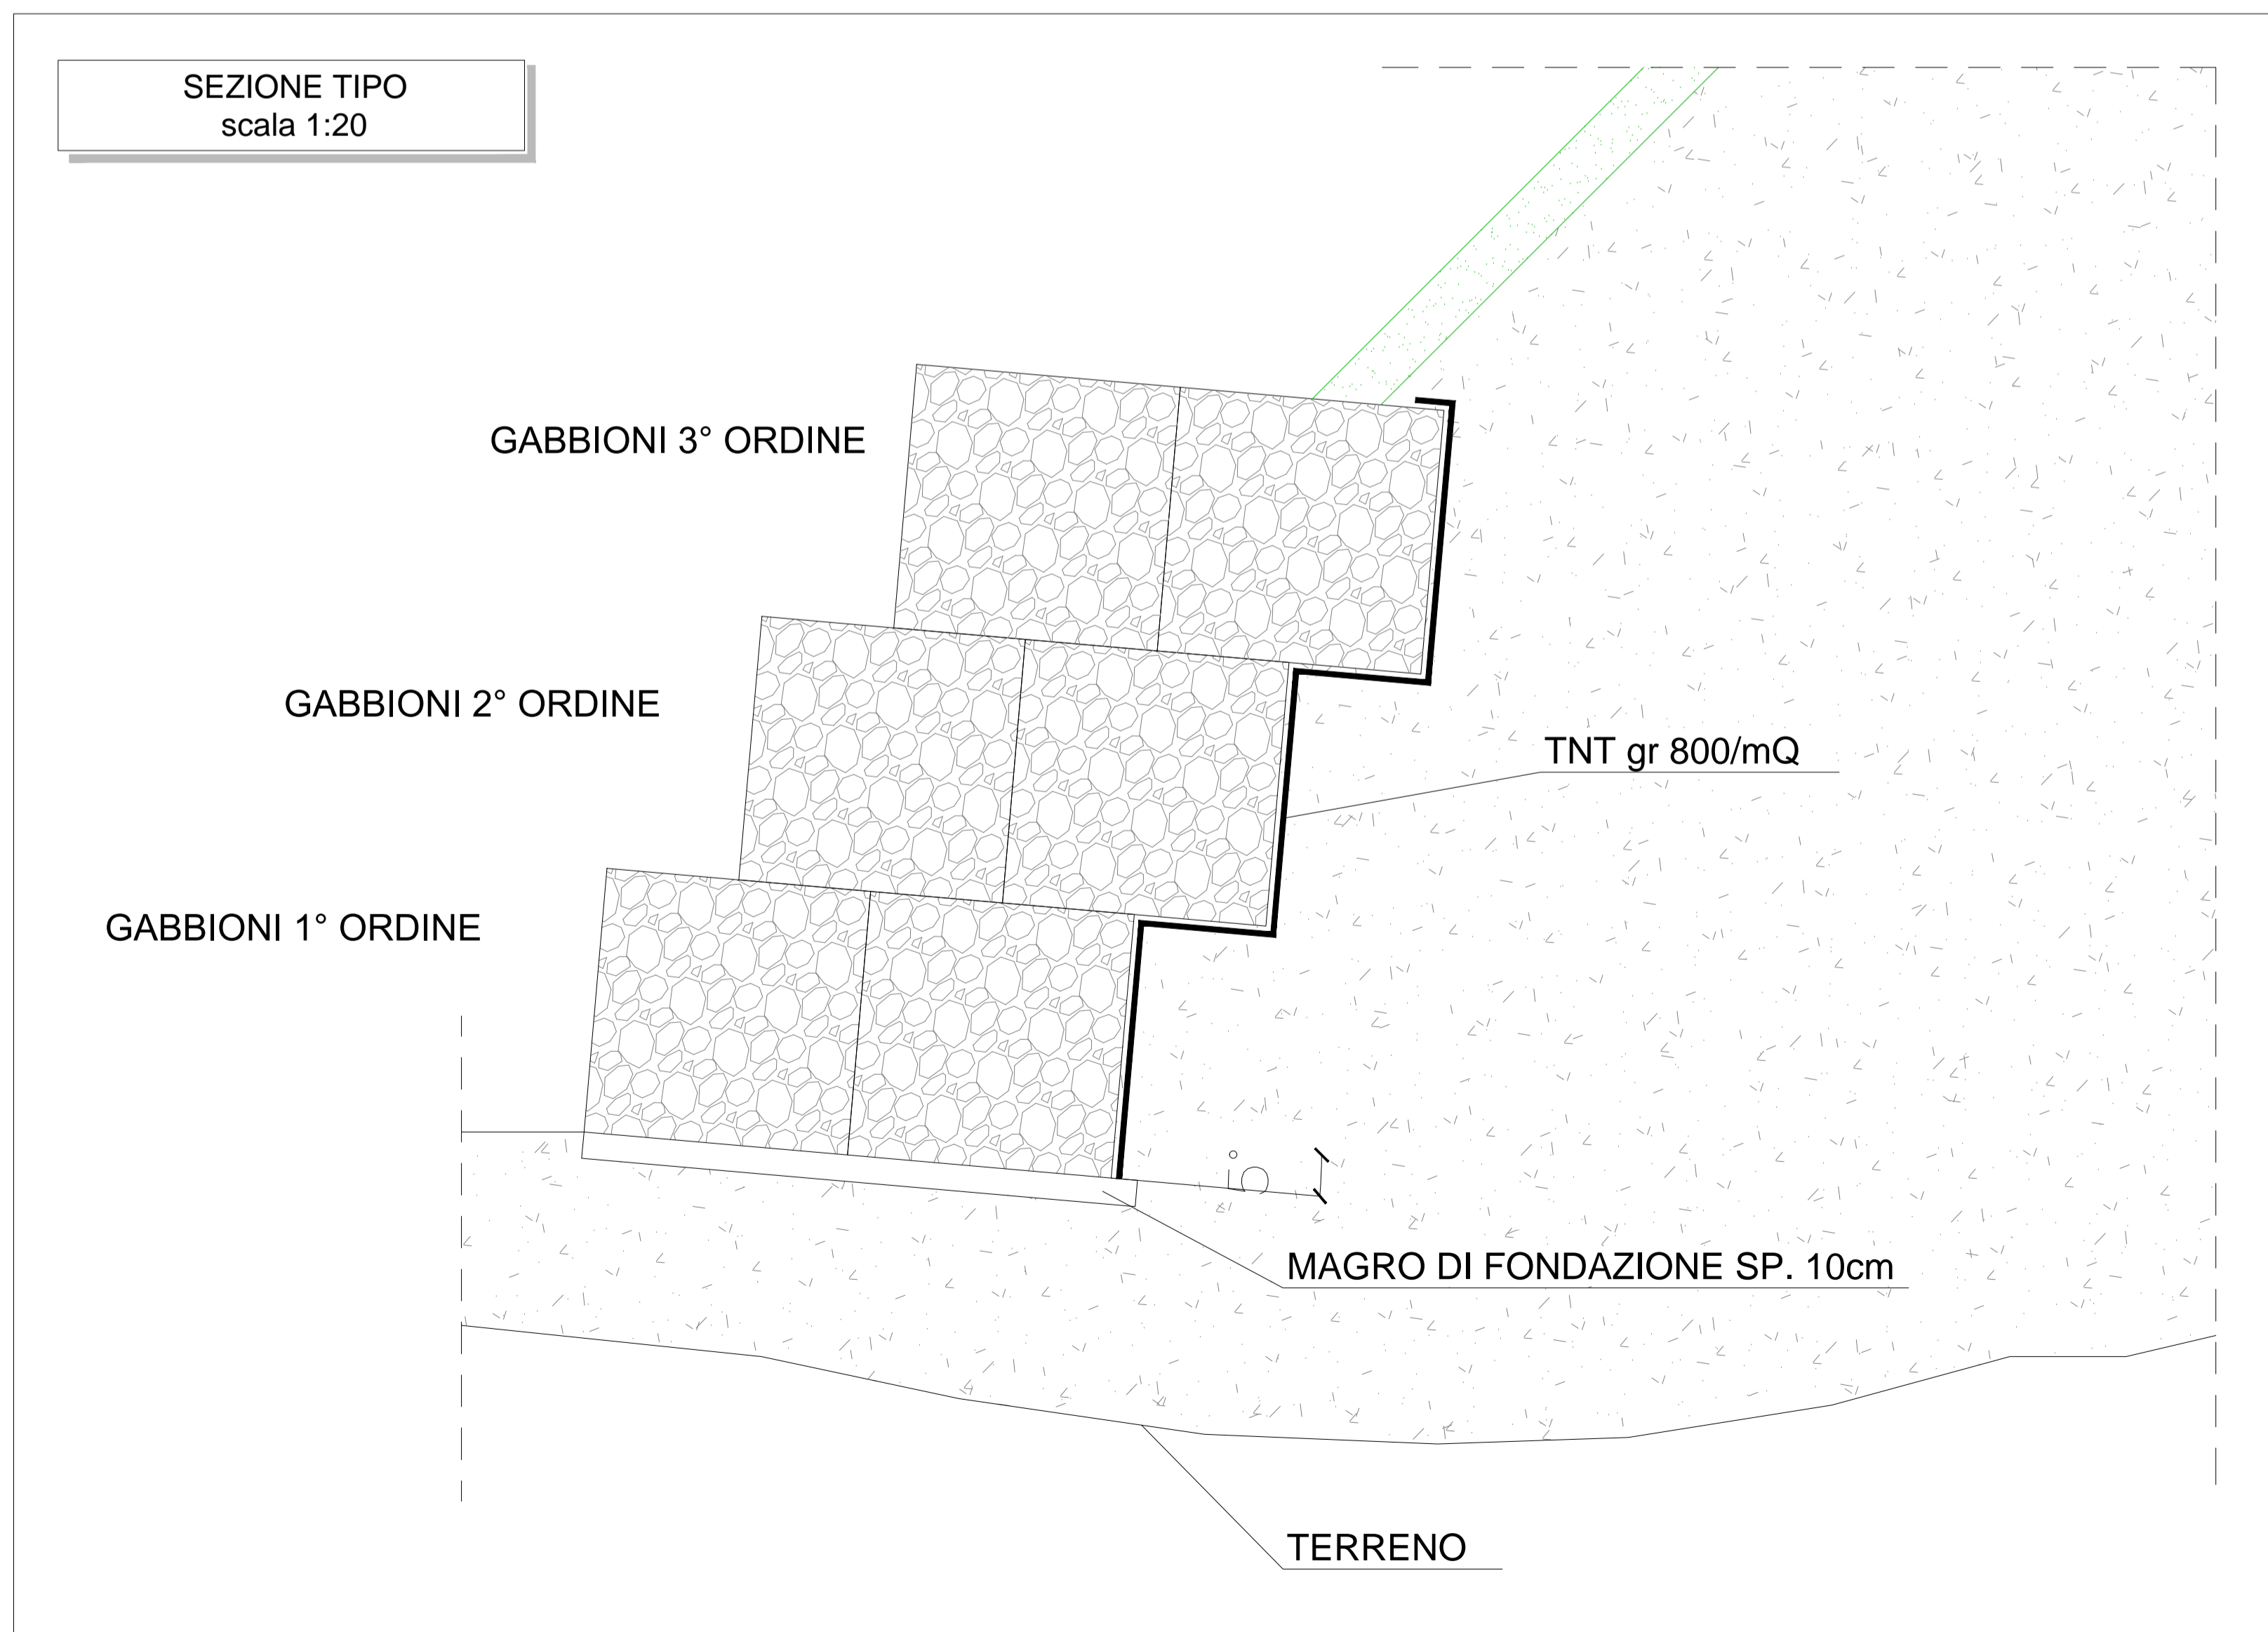 SEZIONE TIPO
scala 1:20
GABBIONI 3° ORDINE
GABBIONI 2° ORDINE
TNT gr 800/mQ
GABBIONI 1° ORDINE
MAGRO DI FONDAZIONE SP. 10cm
TERRENO